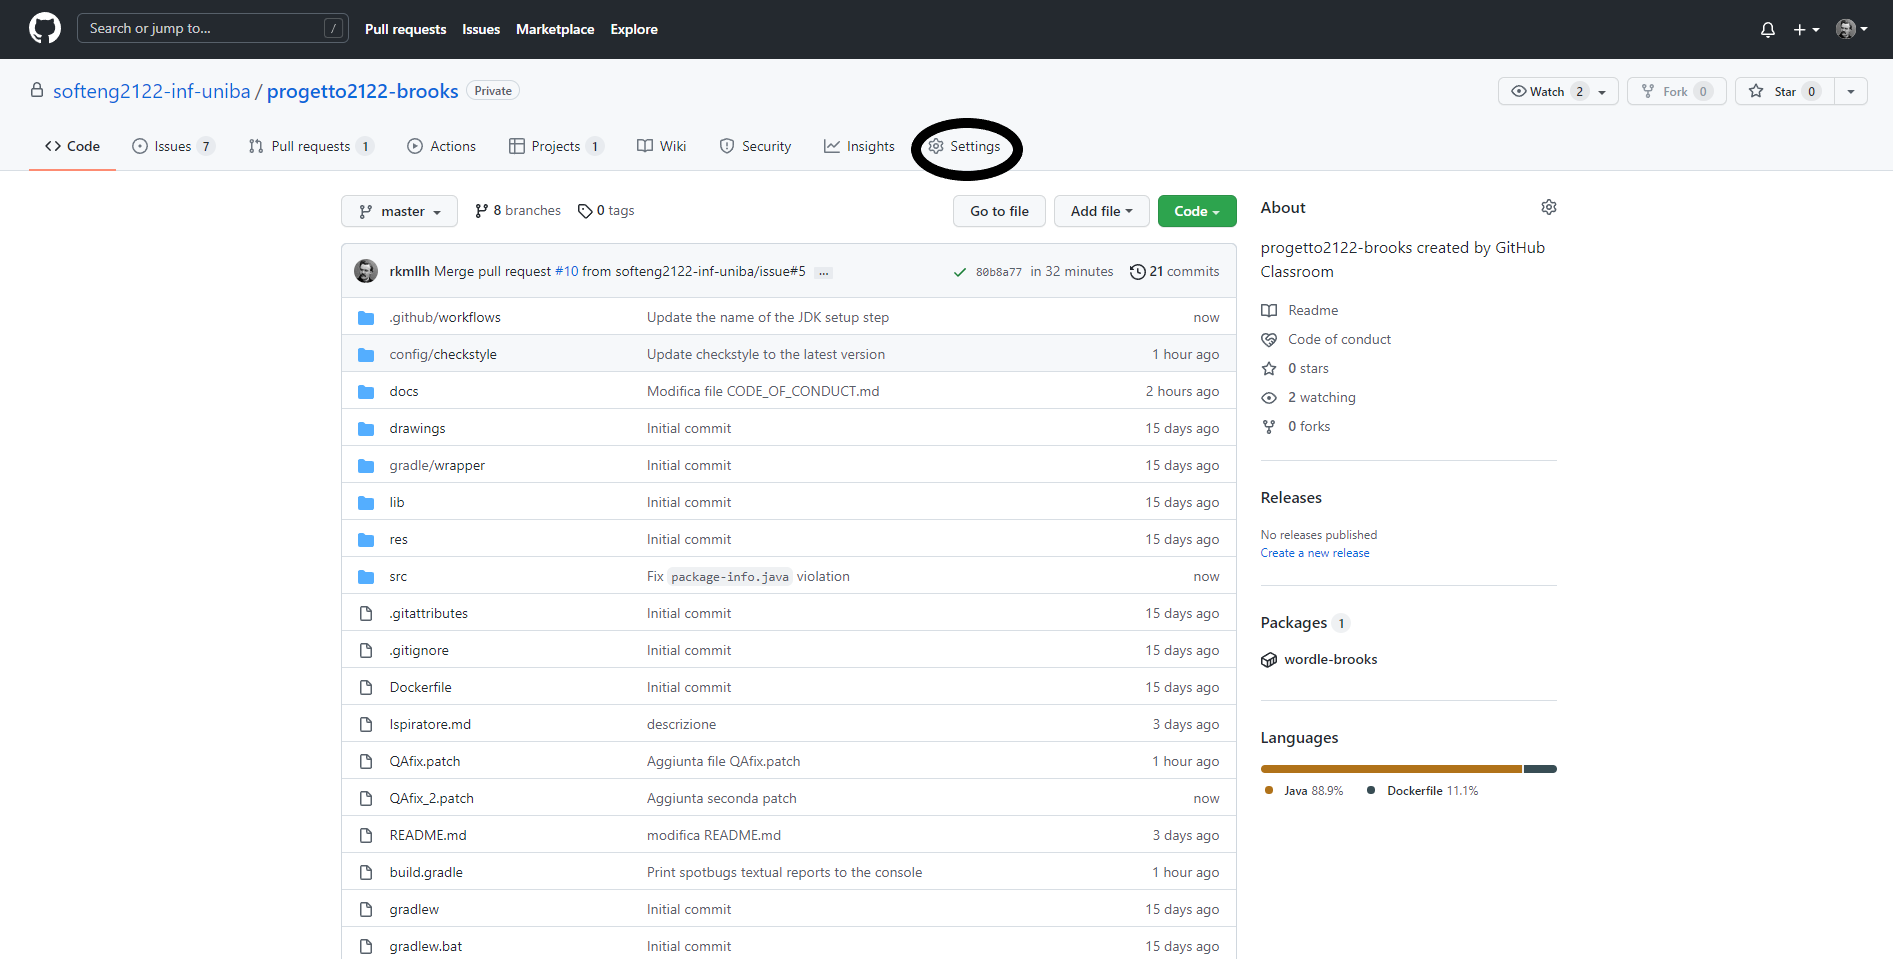 Search or jump to... /
Pull requests Issues Marketplace Explore
softeng2122-inf-uniba / progetto2122-brooks Private
Watch 2 Fork 0 Star 0
Code Issues 7 Pull requests 1 Actions Projects 1 Wiki Security Insights Settings
master 8 branches 0 tags Go to file Add file Code
rkmllh Merge pull request #10 from softeng2122-inf-uniba/issue#5 ... 80b8a77 in 32 minutes 21 commits
.github/workflows Update the name of the JDK setup step now
config/checkstyle Update checkstyle to the latest version 1 hour ago
docs Modifica file CODE_OF_CONDUCT.md 2 hours ago
drawings Initial commit 15 days ago
gradle/wrapper Initial commit 15 days ago
lib Initial commit 15 days ago
res Initial commit 15 days ago
src Fix package-info.java violation now
.gitattributes Initial commit 15 days ago
.gitignore Initial commit 15 days ago
Dockerfile Initial commit 15 days ago
Ispiratore.md descrizione 3 days ago
QAfix.patch Aggiunta file QAfix.patch 1 hour ago
QAfix_2.patch Aggiunta seconda patch now
README.md modifica README.md 3 days ago
build.gradle Print spotbugs textual reports to the console 1 hour ago
gradlew Initial commit 15 days ago
gradlew.bat Initial commit 15 days ago
About
progetto2122-brooks created by GitHub
Classroom
Readme
Code of conduct
0 stars
2 watching
0 forks
Releases
No releases published
Create a new release
Packages 1
wordle-brooks
Languages
Java 88.9% Dockerfile 11.1%